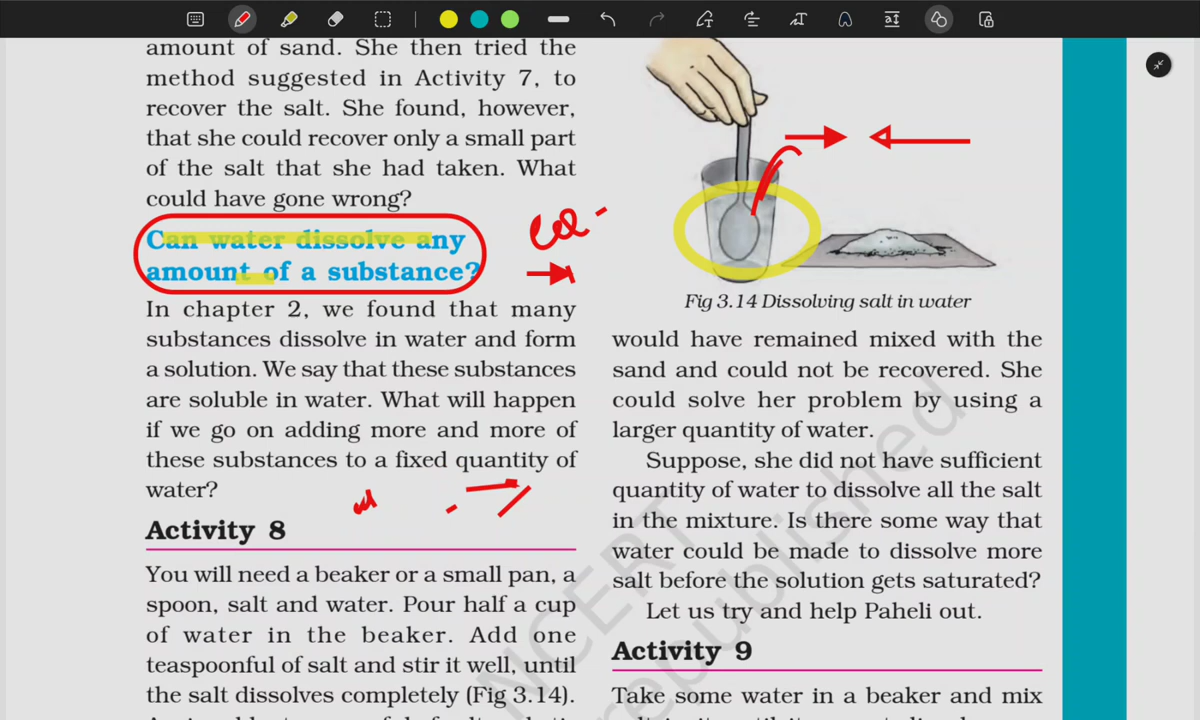 amount of sand. She then tried the
method suggested in Activity 7, to
recover the salt. She found, however,
that she could recover only a small part
of the salt that she had taken. What
could have gone wrong?
Can water dissolve any
amount of a substance?
In chapter 2, we found that many
substances dissolve in water and form
a solution. We say that these substances
are soluble in water. What will happen
if we go on adding more and more of
these substances to a fixed quantity of
water?
Activity 8
You will need a beaker or a small pan, a
spoon, salt and water. Pour half a cup
of water in the beaker. Add one
teaspoonful of salt and stir it well, until
the salt dissolves completely (Fig 3.14).
Fig 3.14 Dissolving salt in water
would have remained mixed with the
sand and could not be recovered. She
could solve her problem by using a
larger quantity of water.
Suppose, she did not have sufficient
quantity of water to dissolve all the salt
in the mixture. Is there some way that
water could be made to dissolve more
salt before the solution gets saturated?
Let us try and help Paheli out.
Activity 9
Take some water in a beaker and mix
NCERT
republished